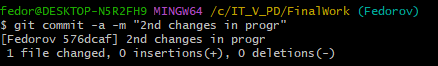 fedor@DESKTOP-N5R2FH9 MINGW64 /c/IT_V_PD/FinalWork (Fedorov)
$ git commit -a -m "2nd changes in progr"
[Fedorov 576dcaf] 2nd changes in progr
1 file changed, 0 insertions(+), 0 deletions(-)